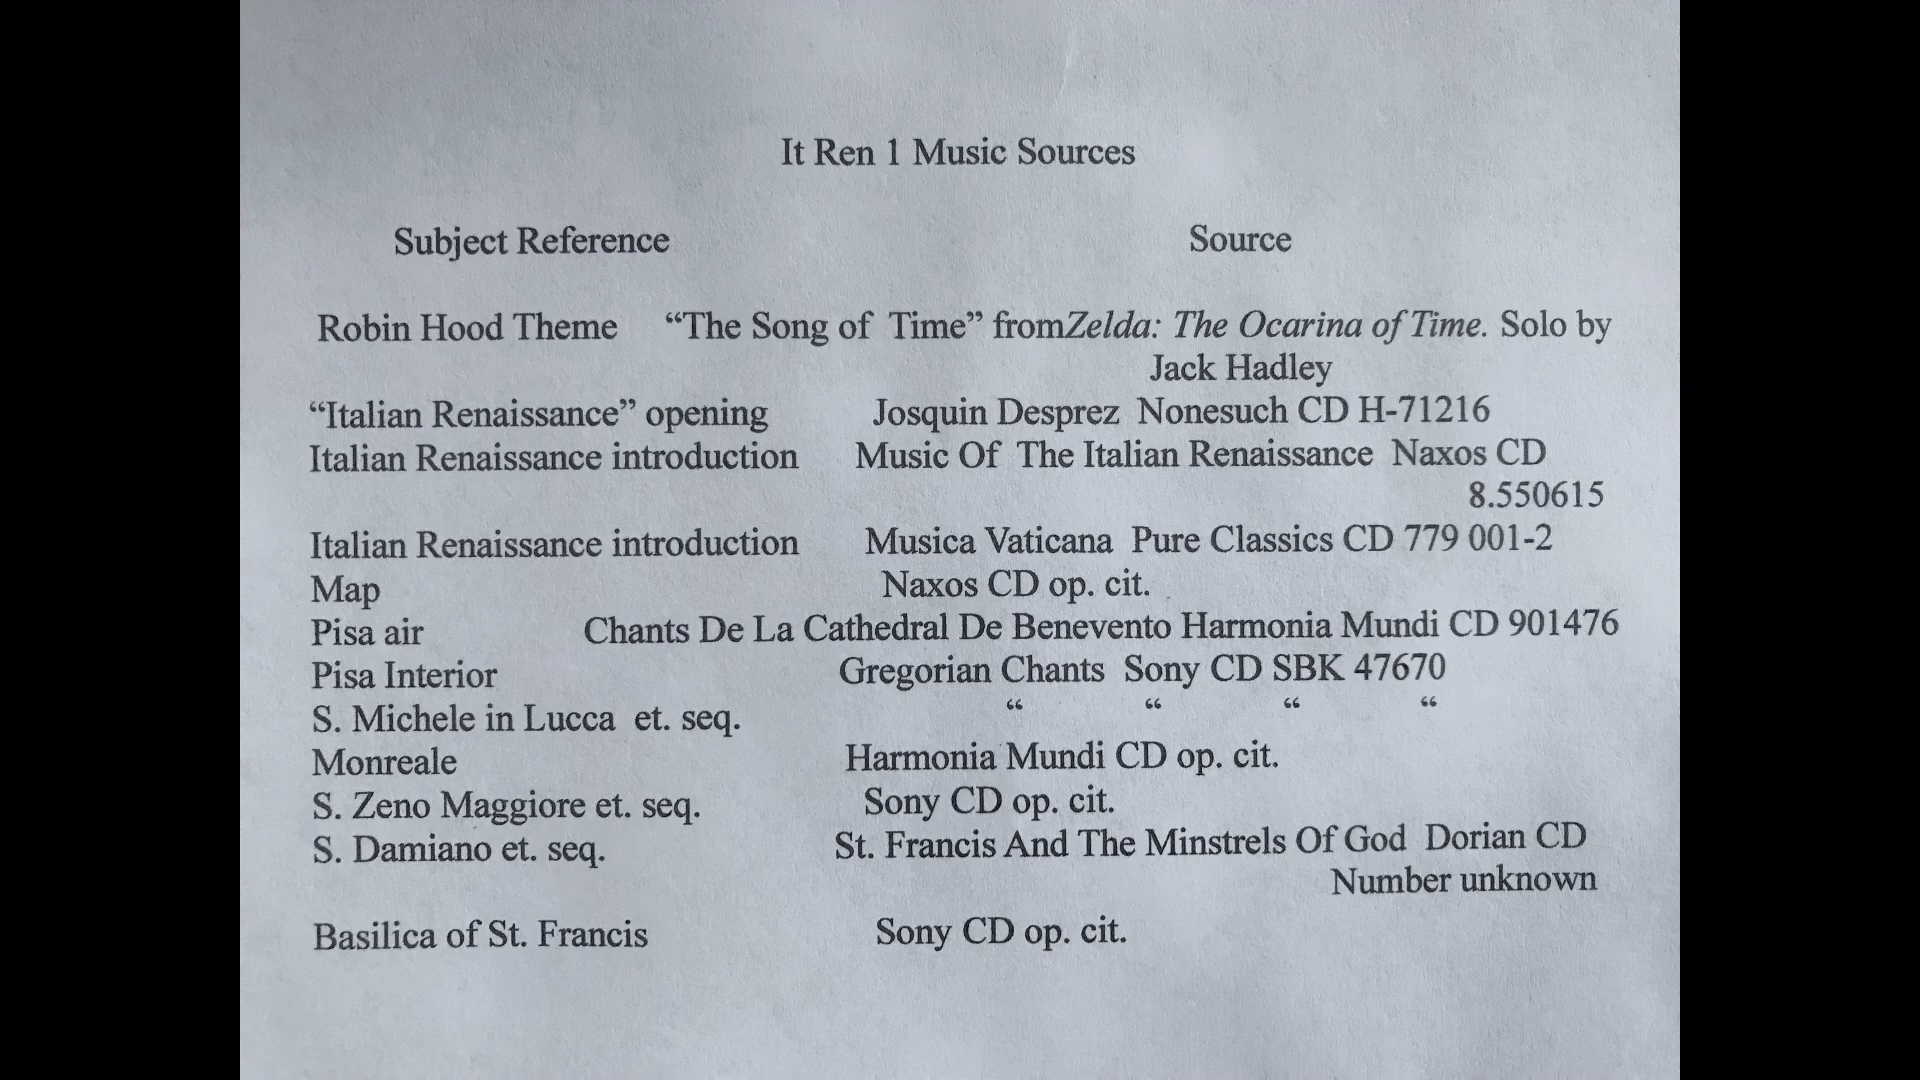 It Ren 1 Music Sources
Subject Reference Source
Robin Hood Theme “The Song of Time” fromZelda: The Ocarina of Time. Solo by
Jack Hadley
“Italian Renaissance” opening Josquin Desprez Nonesuch CD H-71216
Italian Renaissance introduction Music Of The Italian Renaissance Naxos CD
8.550615
Italian Renaissance introduction Musica Vaticana Pure Classics CD 779 001-2
Map Naxos CD op. cit.
Pisa air Chants De La Cathedral De Benevento Harmonia Mundi CD 901476
Pisa Interior Gregorian Chants Sony CD SBK 47670
S. Michele in Lucca et. seq. “ “ “ “
Monreale Harmonia Mundi CD op. cit.
S. Zeno Maggiore et. seq. Sony CD op. cit.
S. Damiano et. seq. St. Francis And The Minstrels Of God Dorian CD
Number unknown
Basilica of St. Francis Sony CD op. cit.